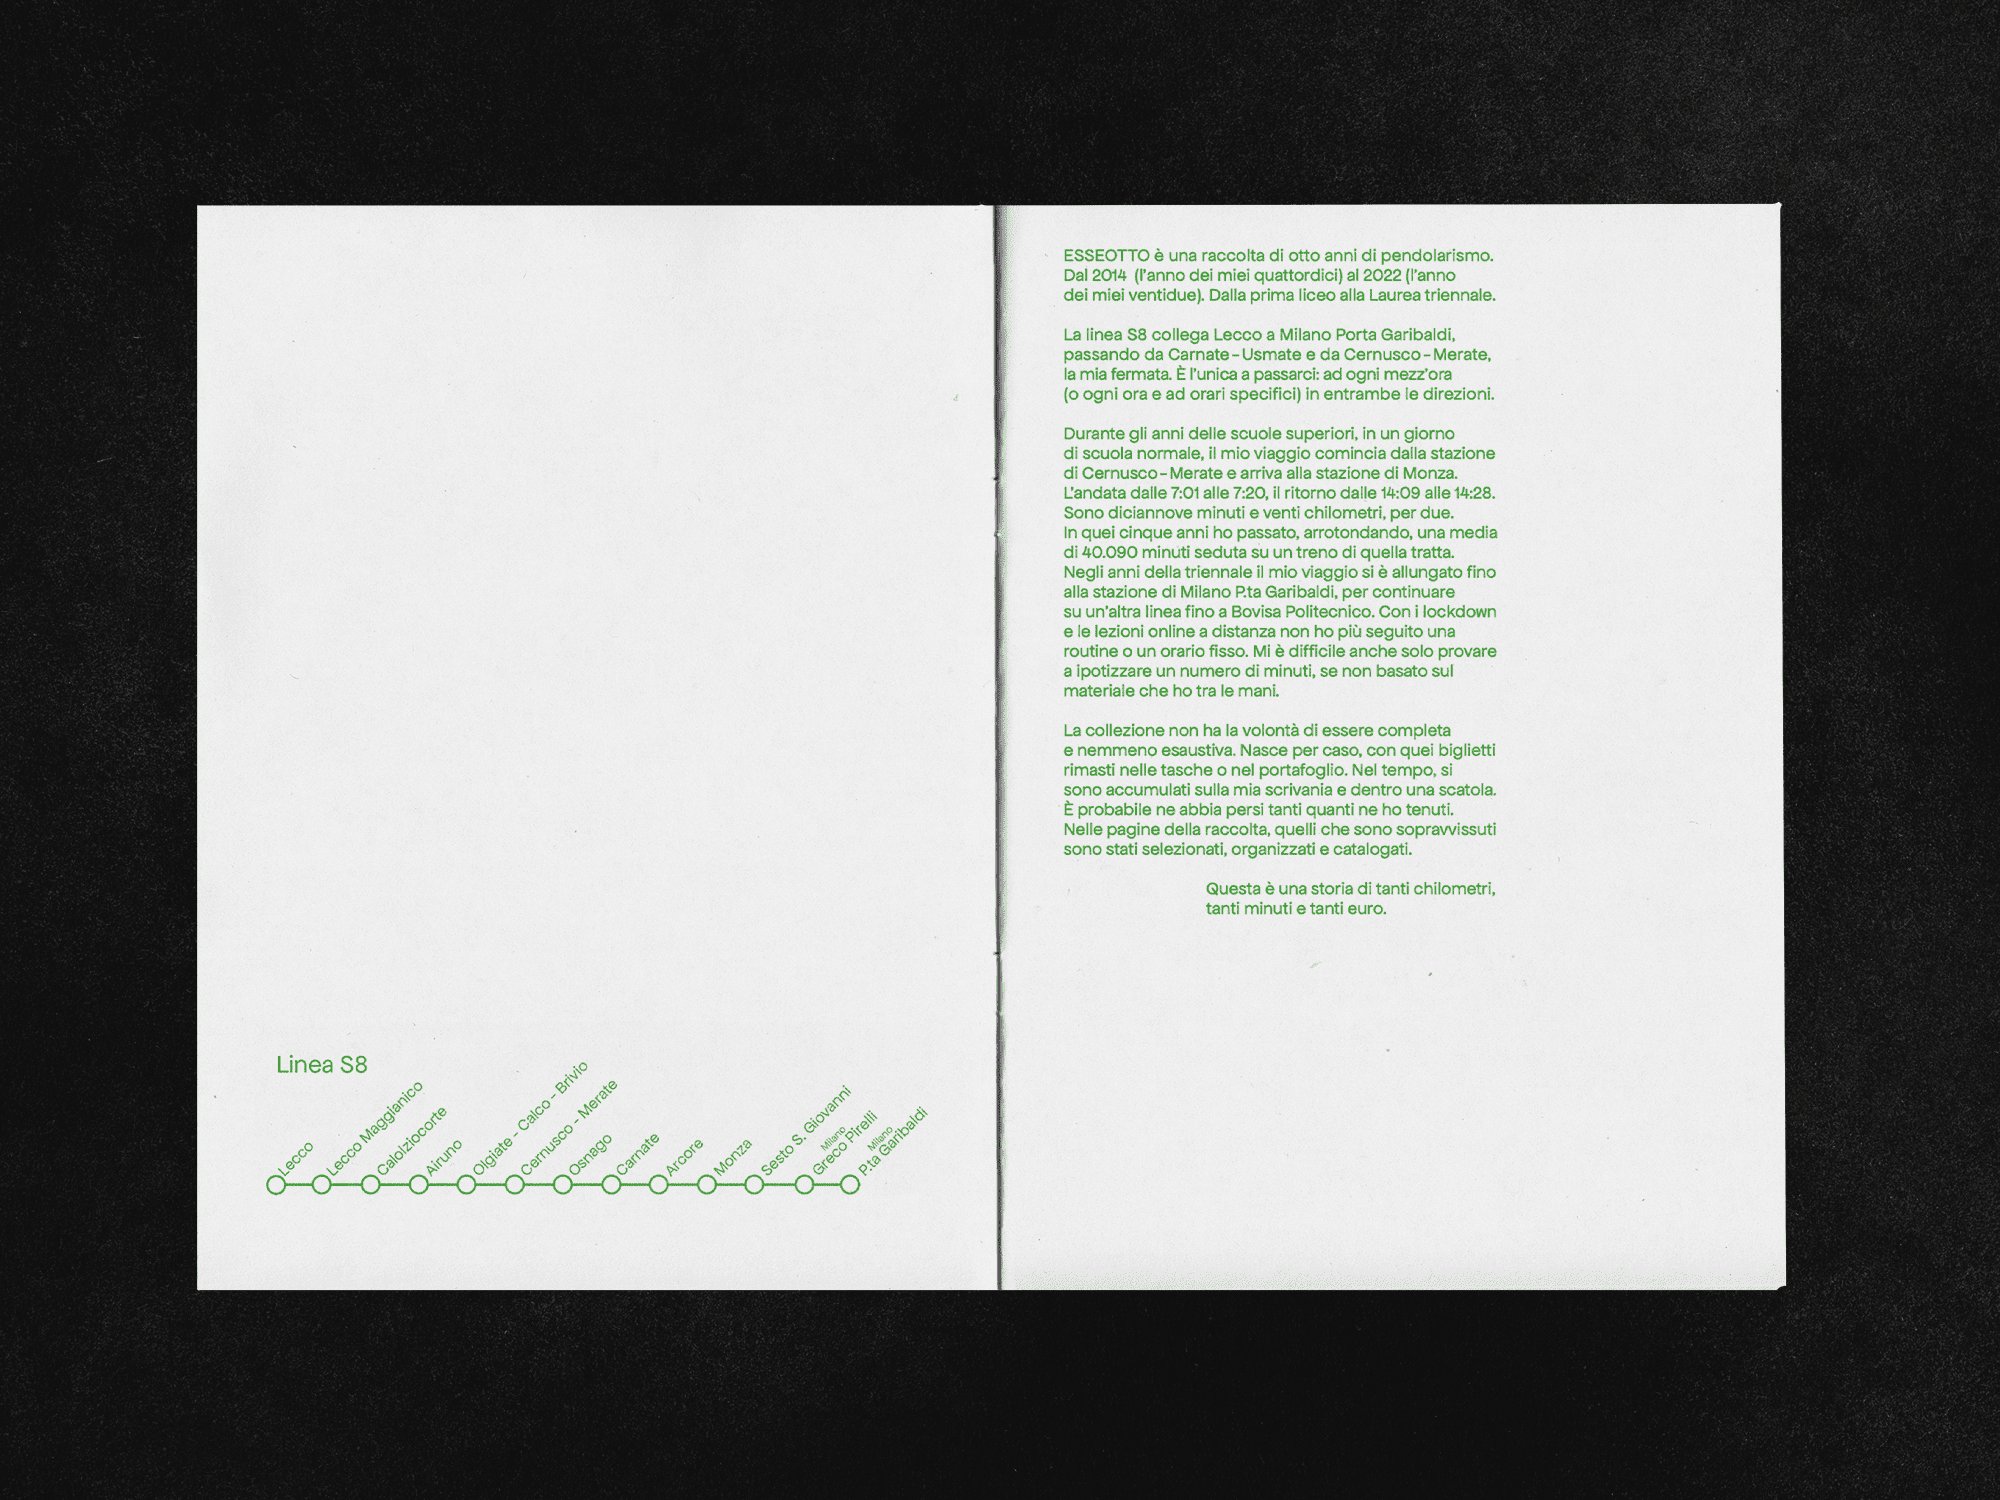 Linea S8
Lecco
Lecco Maggianico
Calolziocorte
Airuno
Olgiate - Calco - Brivio
Cernusco - Merate
Osnago
Carnate
Arcore
Monza
Sesto S. Giovanni
Milano
Greco Pirelli
Milano
P.ta Garibaldi
ESSEOTTO è una raccolta di otto anni di pendolarismo.
Dal 2014 (l'anno dei miei quattordici) al 2022 (l'anno
dei miei ventidue). Dalla prima liceo alla Laurea triennale.
La linea S8 collega Lecco a Milano Porta Garibaldi,
passando da Carnate-Usmate e da Cernusco-Merate,
la mia fermata. È l'unica a passarci: ad ogni mezz'ora
(o ogni ora e ad orari specifici) in entrambe le direzioni.
Durante gli anni delle scuole superiori, in un giorno
di scuola normale, il mio viaggio comincia dalla stazione
di Cernusco-Merate e arriva alla stazione di Monza.
L'andata dalle 7:01 alle 7:20, il ritorno dalle 14:09 alle 14:28.
Sono diciannove minuti e venti chilometri, per due.
In quei cinque anni ho passato, arrotondando, una media
di 40.090 minuti seduta su un treno di quella tratta.
Negli anni della triennale il mio viaggio si è allungato fino
alla stazione di Milano P.ta Garibaldi, per continuare
su un'altra linea fino a Bovisa Politecnico. Con i lockdown
e le lezioni online a distanza non ho più seguito una
routine o un orario fisso. Mi è difficile anche solo provare
a ipotizzare un numero di minuti, se non basato sul
materiale che ho tra le mani.
La collezione non ha la volontà di essere completa
e nemmeno esaustiva. Nasce per caso, con quei biglietti
rimasti nelle tasche o nel portafoglio. Nel tempo, si
sono accumulati sulla mia scrivania e dentro una scatola.
È probabile ne abbia persi tanti quanti ne ho tenuti.
Nelle pagine della raccolta, quelli che sono sopravvissuti
sono stati selezionati, organizzati e catalogati.
Questa è una storia di tanti chilometri,
tanti minuti e tanti euro.